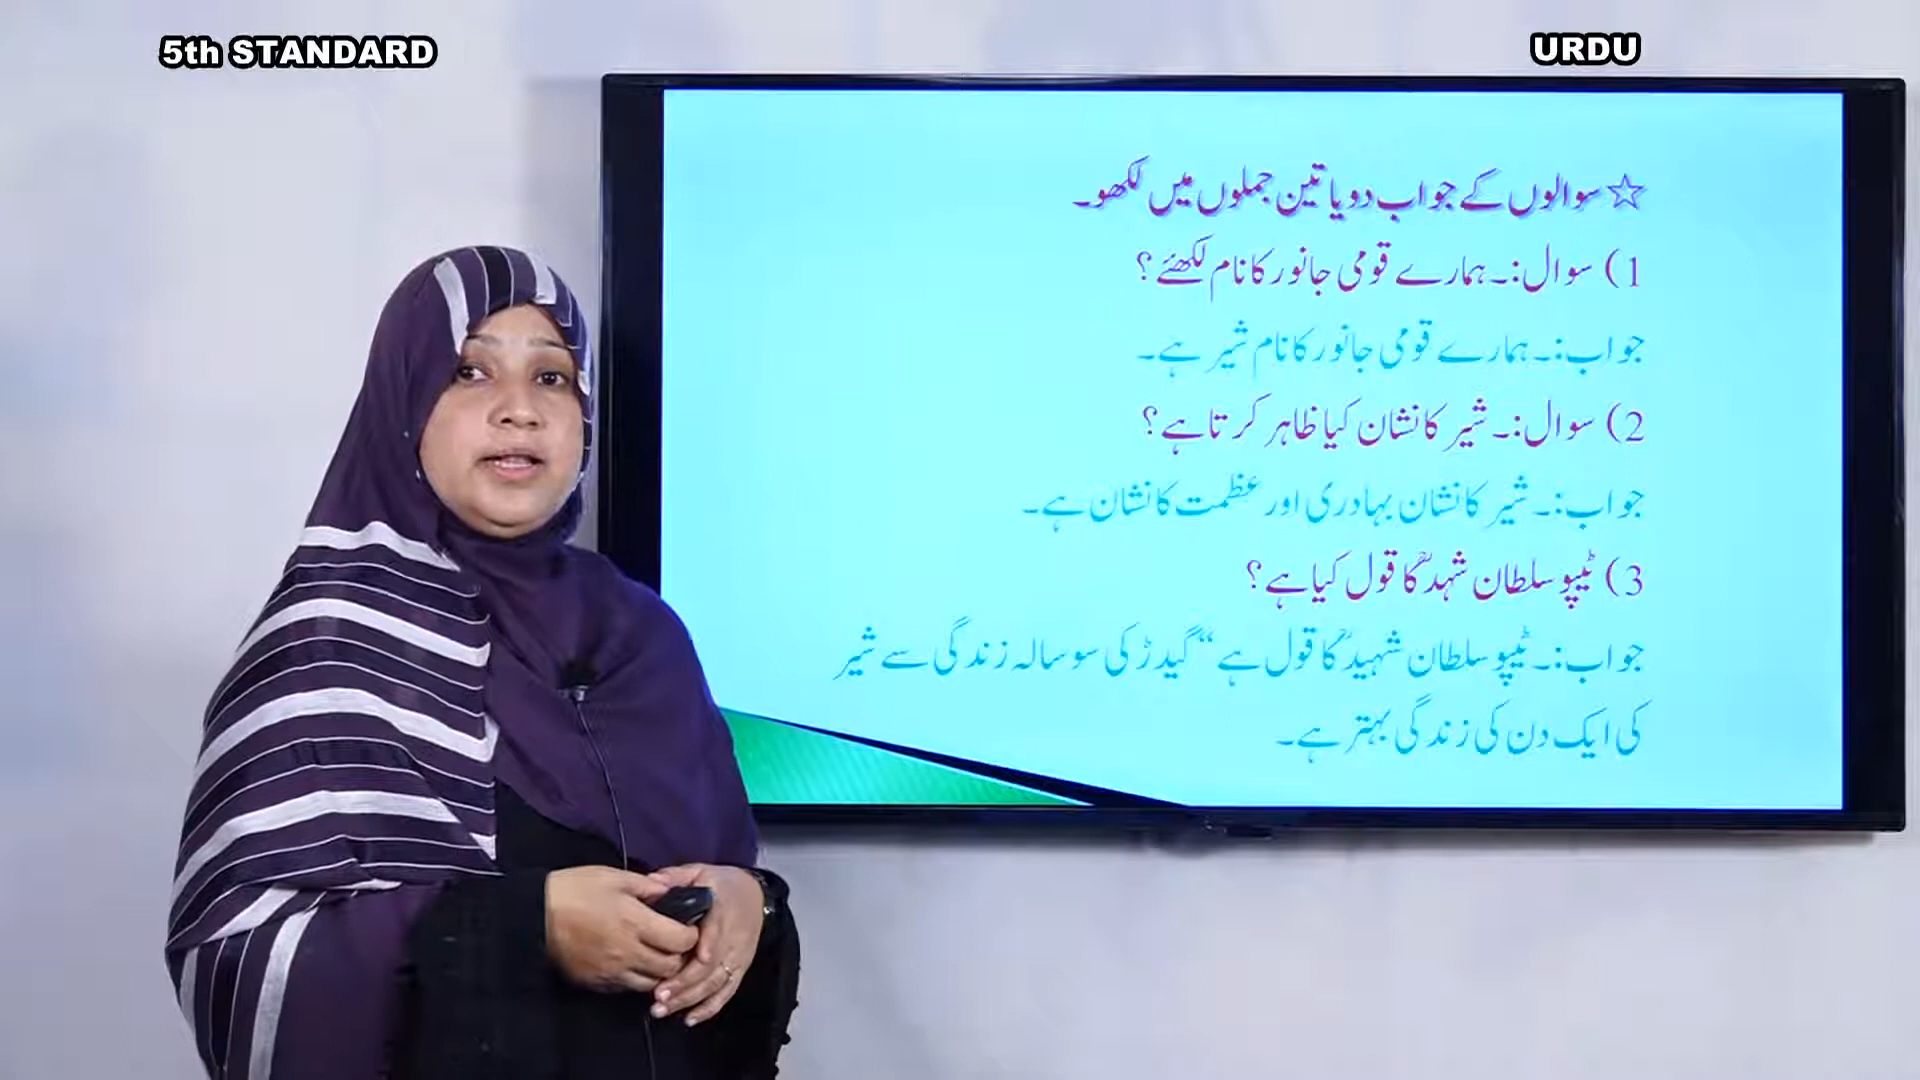 5th STANDARD
URDU
☆ سوالوں کے جواب دو یا تین جملوں میں لکھو۔
1) سوال:۔ ہمارے قومی جانور کا نام لکھئے؟
جواب:۔ ہمارے قومی جانور کا نام شیر ہے۔
2) سوال:۔ شیر کا نشان کیا ظاہر کرتا ہے؟
جواب:۔ شیر کا نشان بہادری اور عظمت کا نشان ہے۔
3) ٹیپو سلطان شہدؒ کا قول کیا ہے؟
جواب:۔ ٹیپو سلطان شہیدؒ کا قول ہے “گیدڑ کی سو سالہ زندگی سے شیر
کی ایک دن کی زندگی بہتر ہے۔